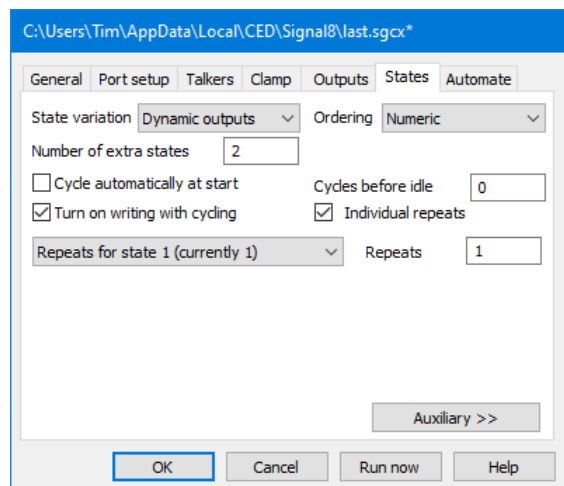 C:\Users\Tim\AppData\Local\CED\Signal8\last.sgcx*
General Port setup Talkers Clamp Outputs States Automate
State variation Dynamic outputs Ordering Numeric
Number of extra states 2
Cycle automatically at start Cycles before idle 0
Turn on writing with cycling Individual repeats
Repeats for state 1 (currently 1) Repeats 1
Auxiliary >>
OK Cancel Run now Help